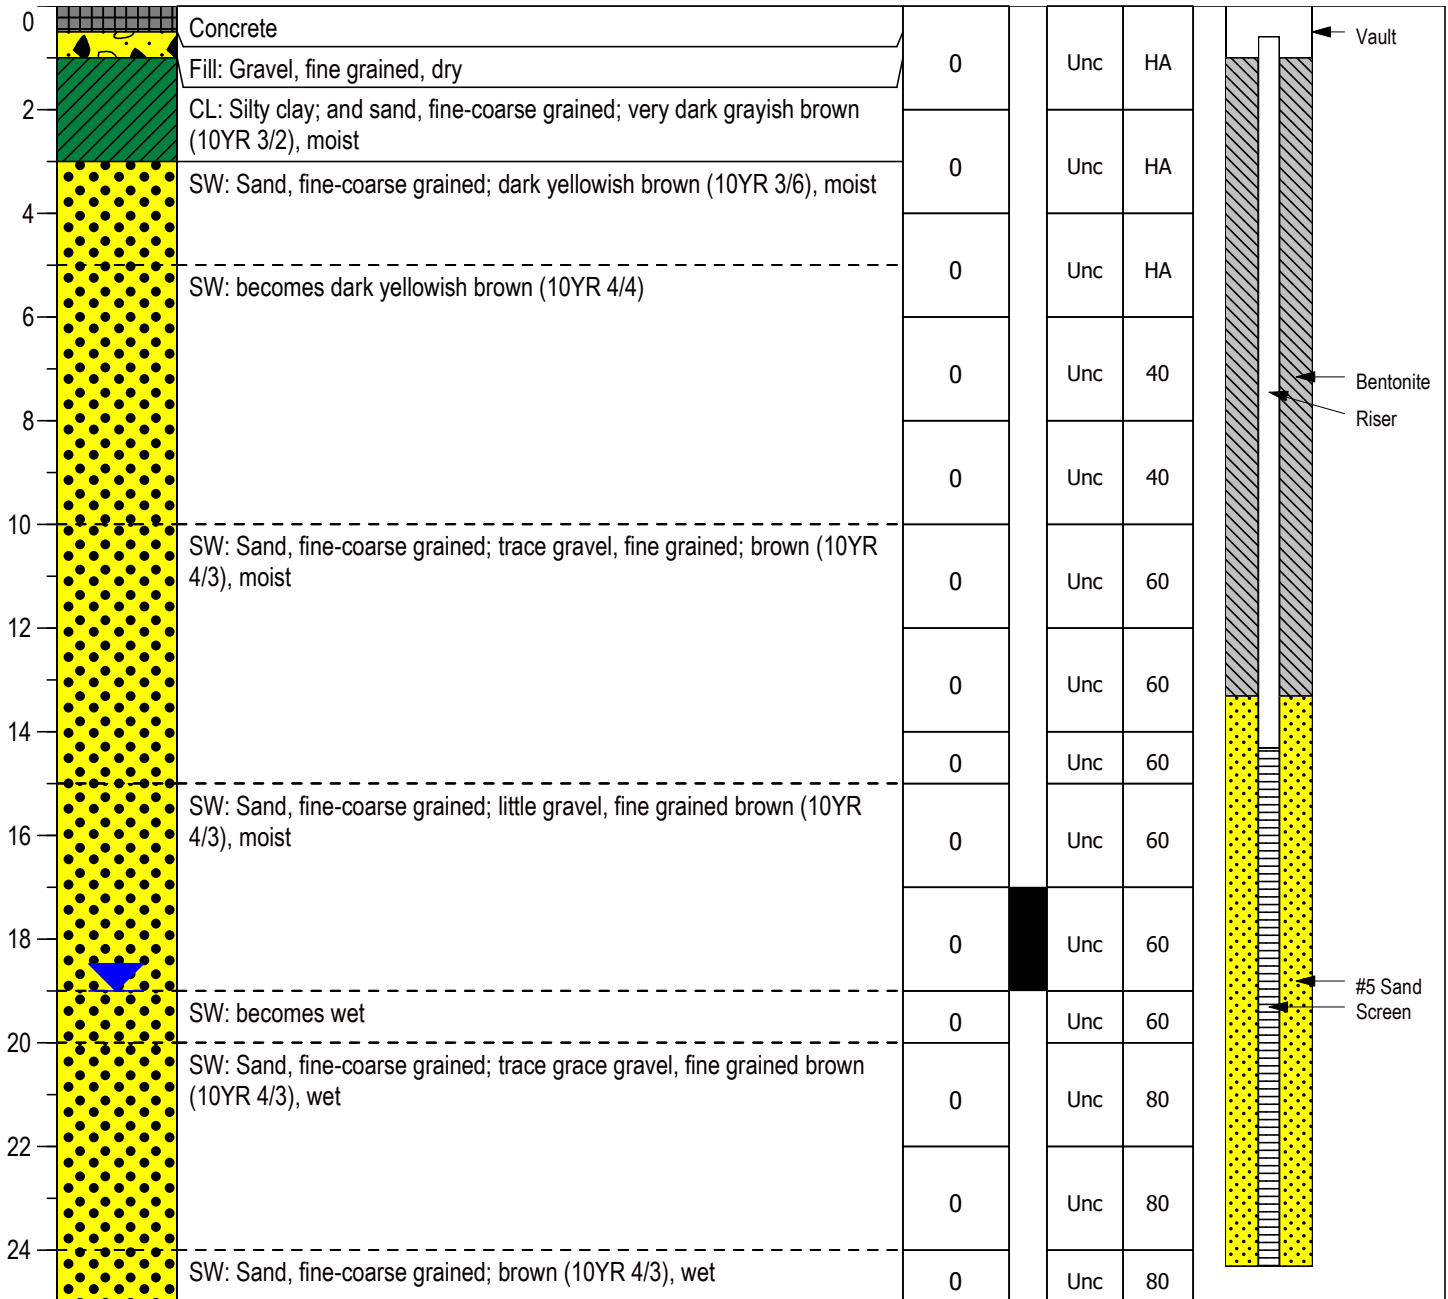 0
Concrete
Fill: Gravel, fine grained, dry
0 Unc HA
Vault
2
CL: Silty clay; and sand, fine-coarse grained; very dark grayish brown
(10YR 3/2), moist
0 Unc HA
SW: Sand, fine-coarse grained; dark yellowish brown (10YR 3/6), moist
4
0 Unc HA
SW: becomes dark yellowish brown (10YR 4/4)
6
0 Unc 40
Bentonite
Riser
8
0 Unc 40
10
SW: Sand, fine-coarse grained; trace gravel, fine grained; brown (10YR
4/3), moist
0 Unc 60
12
0 Unc 60
14
0 Unc 60
SW: Sand, fine-coarse grained; little gravel, fine grained brown (10YR
4/3), moist
16
0 Unc 60
18
0 Unc 60
#5 Sand
Screen
SW: becomes wet
0 Unc 60
20
SW: Sand, fine-coarse grained; trace grace gravel, fine grained brown
(10YR 4/3), wet
0 Unc 80
22
0 Unc 80
24
SW: Sand, fine-coarse grained; brown (10YR 4/3), wet
0 Unc 80